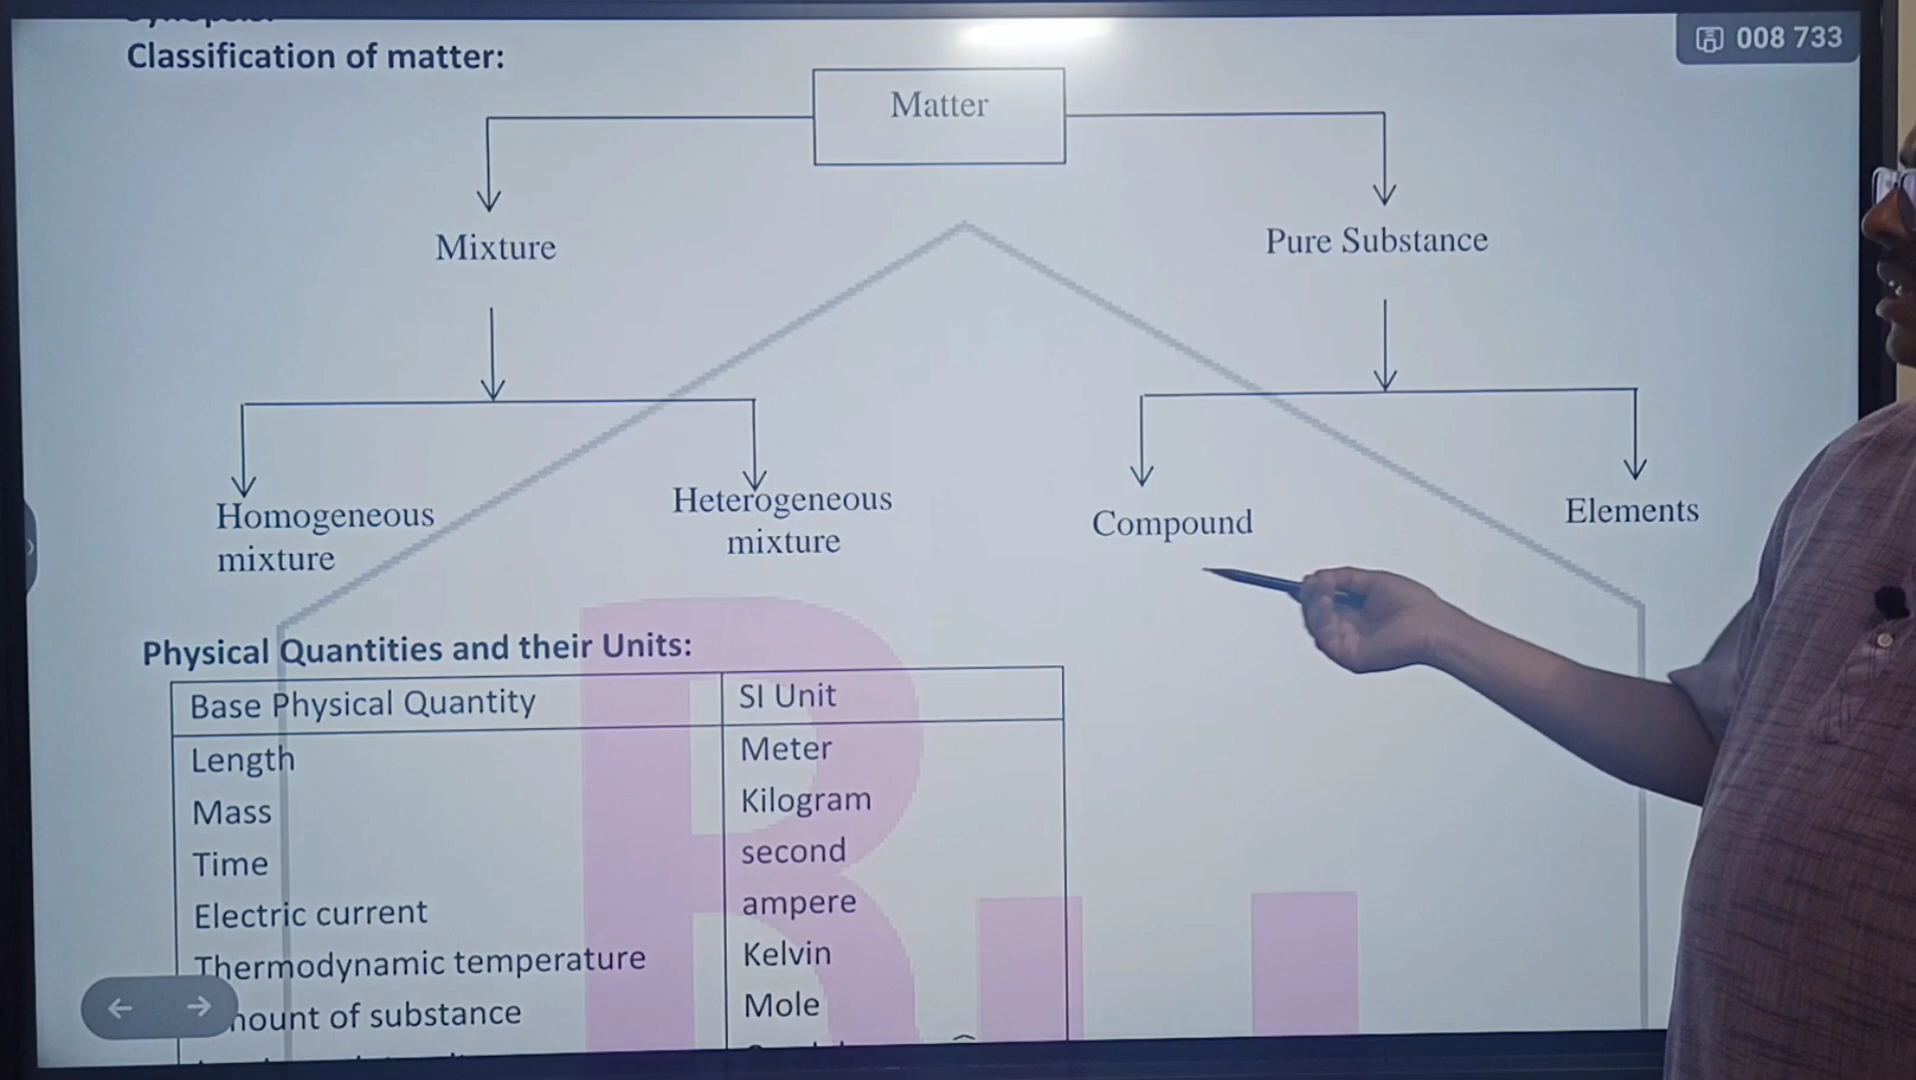 Synopsis:
Classification of matter:
008 733
Matter
Mixture
Pure Substance
Homogeneous
mixture
Heterogeneous
mixture
Compound
Elements
Physical Quantities and their Units:
Base Physical Quantity SI Unit
Length Meter
Mass Kilogram
Time second
Electric current ampere
Thermodynamic temperature Kelvin
mount of substance Mole